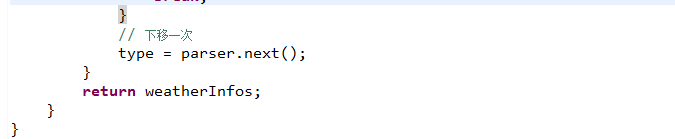 }
// 下移一次
type = parser.next();
}
return weatherInfos;
}
}